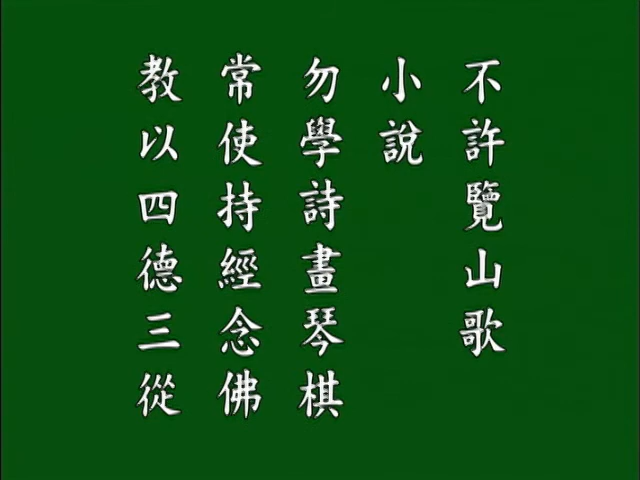 不許覽山歌
小說
勿學詩畫琴棋
常使持經念佛
教以四德三從